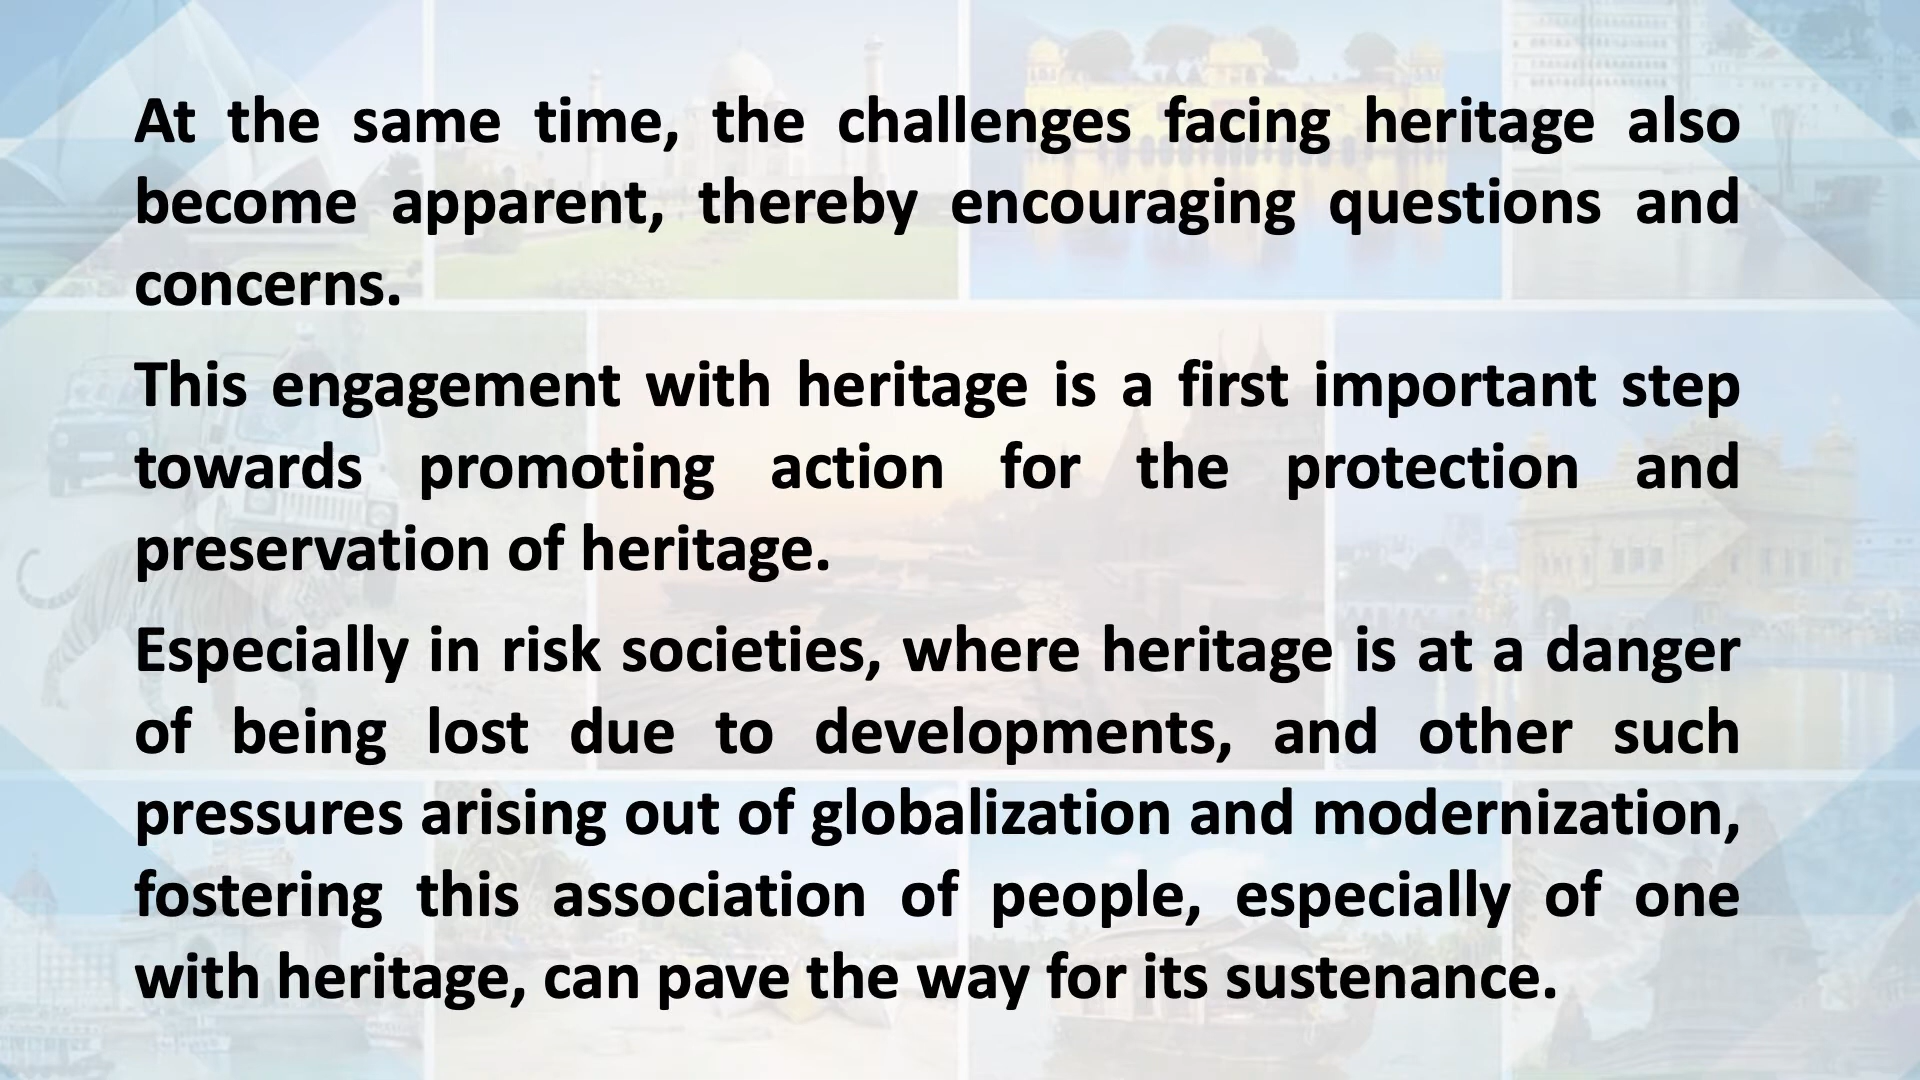 At the same time, the challenges facing heritage also
become apparent, thereby encouraging questions and
concerns.
This engagement with heritage is a first important step
towards promoting action for the protection and
preservation of heritage.
Especially in risk societies, where heritage is at a danger
of being lost due to developments, and other such
pressures arising out of globalization and modernization,
fostering this association of people, especially of one
with heritage, can pave the way for its sustenance.